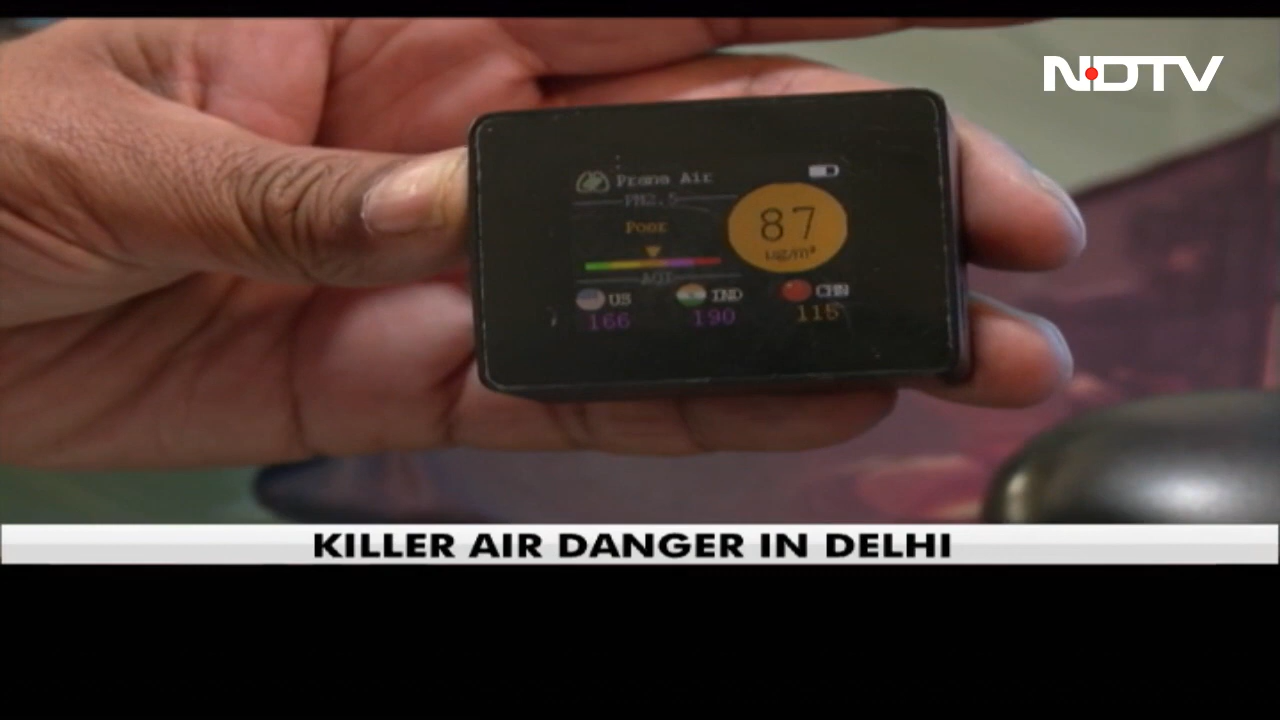 NDTV
Prana Air
PM2.5
Poor
87
ug/m³
AQI
US IND CHN
166 190 115
KILLER AIR DANGER IN DELHI